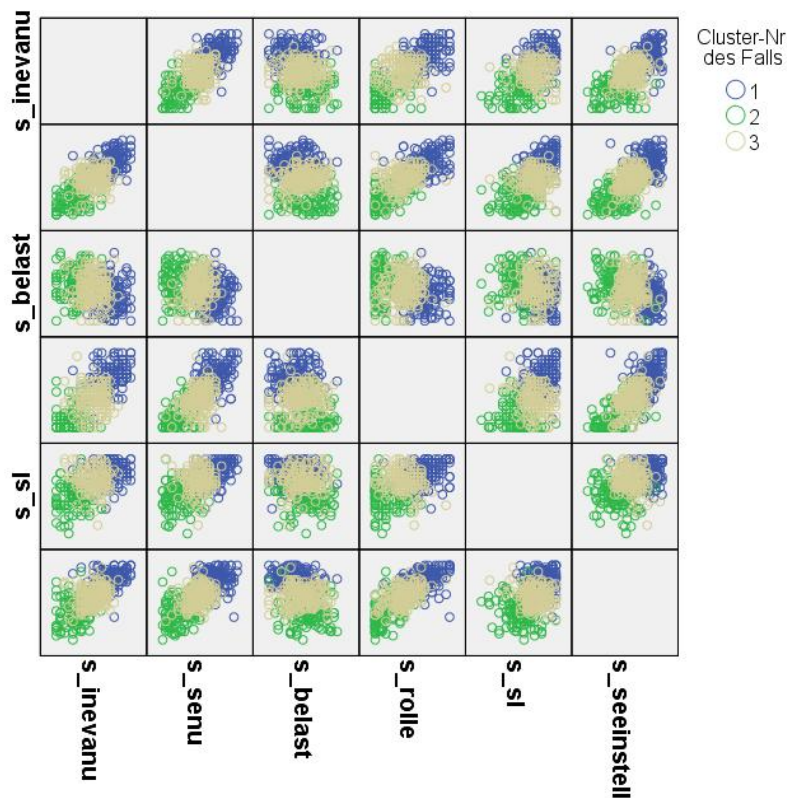 s_inevanu
s_belast
s_sl
s_inevanu
s_senu
s_belast
s_rolle
s_sl
s_seeinstell
Cluster-Nr
des Falls
1
2
3